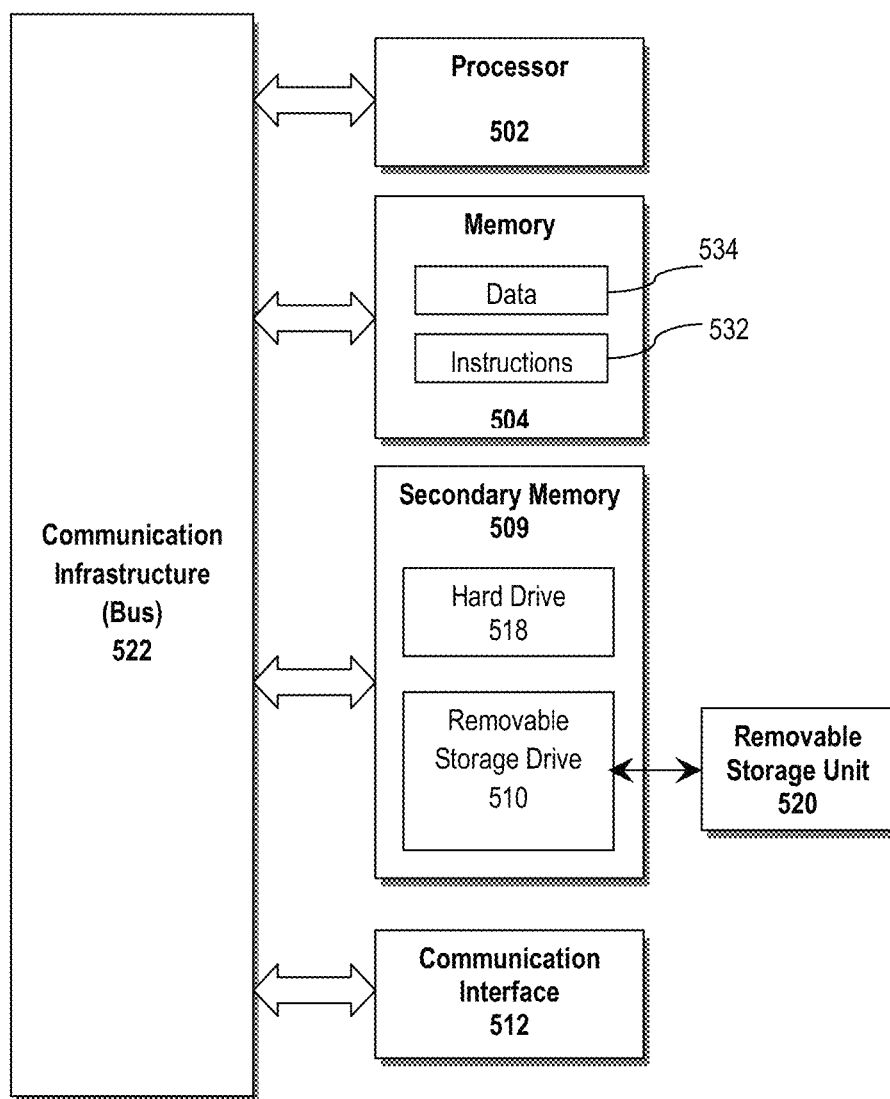 Processor
502
Memory
Data
534
Instructions
532
504
Communication
Infrastructure
(Bus)
522
Secondary Memory
509
Hard Drive
518
Removable
Storage Drive
510
Removable
Storage Unit
520
Communication
Interface
512